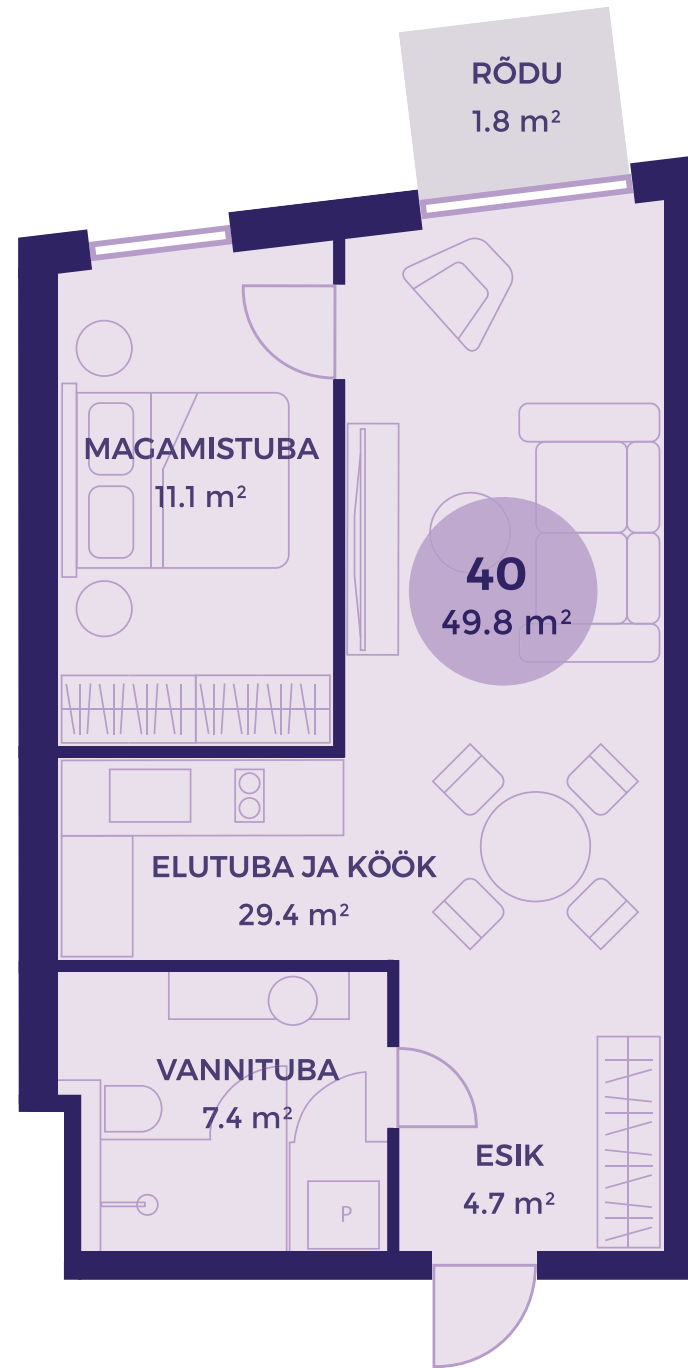 RÕDU
1.8 m²
MAGAMISTUBA
11.1 m²
40
49.8 m²
ELUTUBA JA KÖÖK
29.4 m²
VANNITUBA
7.4 m²
ESIK
4.7 m²
P